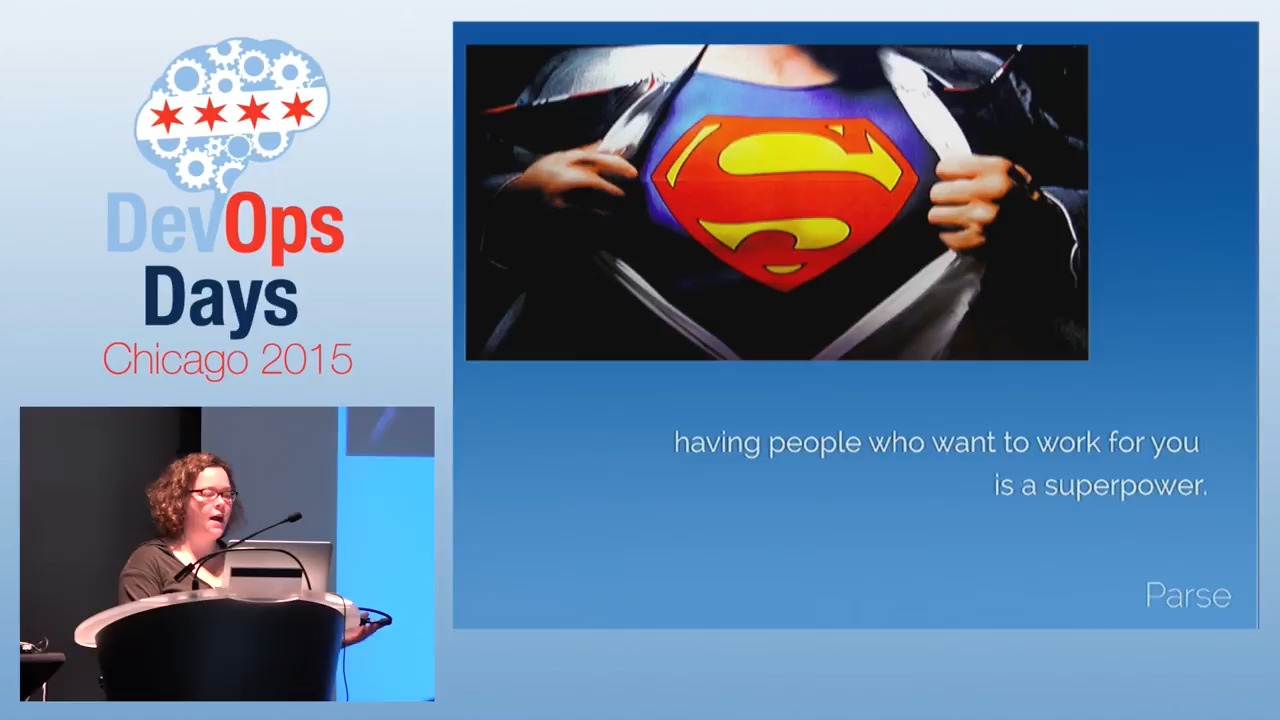 DevOps
Days
Chicago 2015
S
having people who want to work for you
is a superpower.
Parse